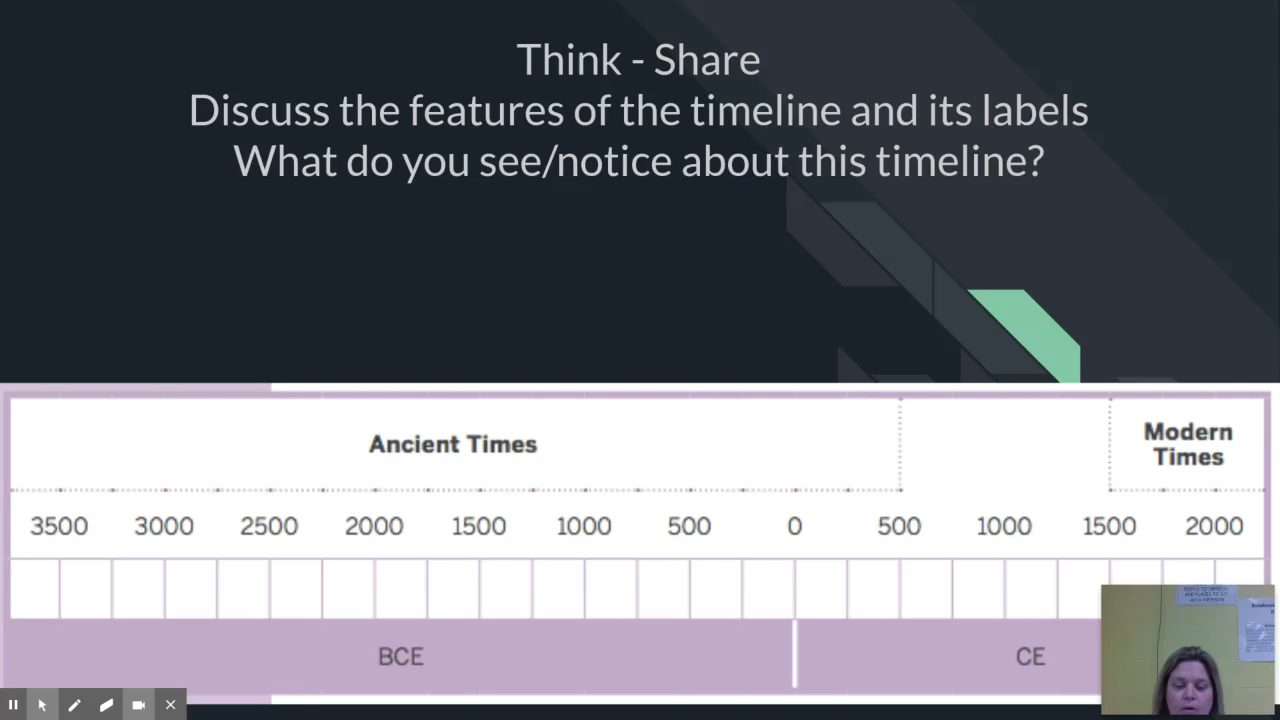 Think - Share
Discuss the features of the timeline and its labels
What do you see/notice about this timeline?
Ancient Times
Modern
Times
3500 3000 2500 2000 1500 1000 500 0 500 1000 1500 2000
BCE CE